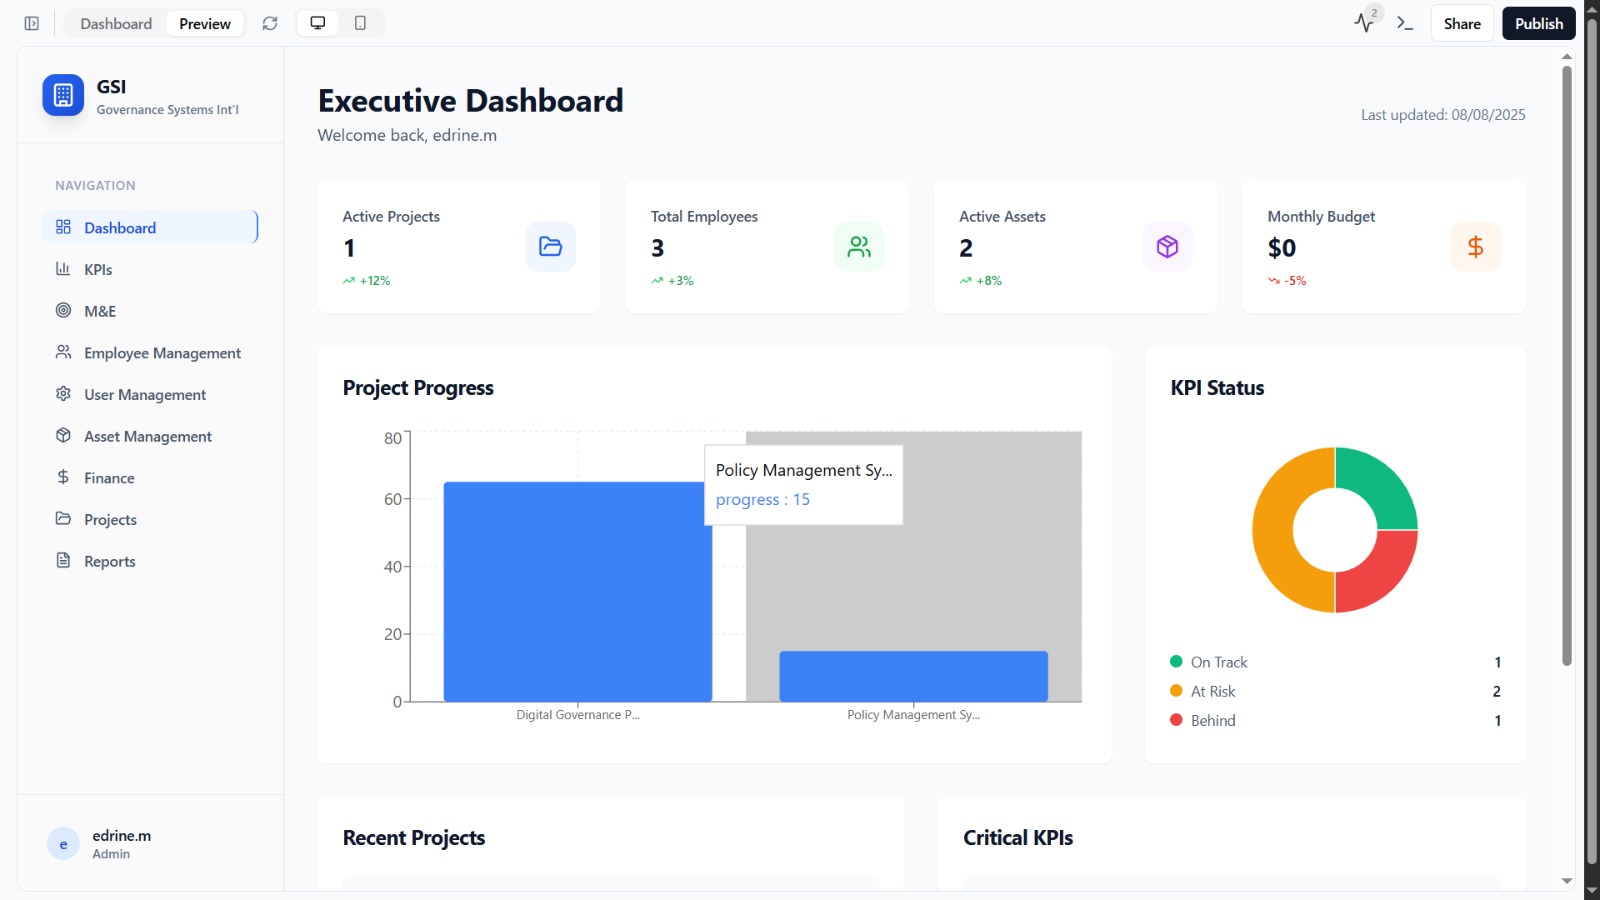 Dashboard Preview
2
Share
Publish
GSI
Governance Systems Int'l
NAVIGATION
Dashboard
KPIs
M&E
Employee Management
User Management
Asset Management
Finance
Projects
Reports
e
edrine.m
Admin
Executive Dashboard
Welcome back, edrine.m
Last updated: 08/08/2025
Active Projects
1
+12%
Total Employees
3
+3%
Active Assets
2
+8%
Monthly Budget
$0
-5%
Project Progress
80
60
40
20
0
Policy Management Sy...
progress : 15
Digital Governance P...
Policy Management Sy...
KPI Status
On Track 1
At Risk 2
Behind 1
Recent Projects
Critical KPIs